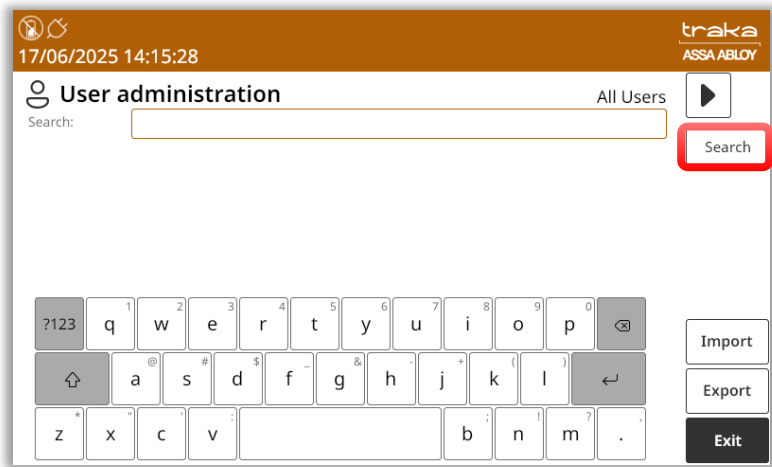 traka
17/06/2025 14:15:28
ASSA ABLOY
User administration
All Users
Search:
Search
1 2 3 4 5 6 7 8 9 0
?123 q w e r t y u i o p
@ # $ _ & - + ( )
a s d f g h j k l
* " ' : ; ! ? ,
z x c v b n m .
Import
Export
Exit